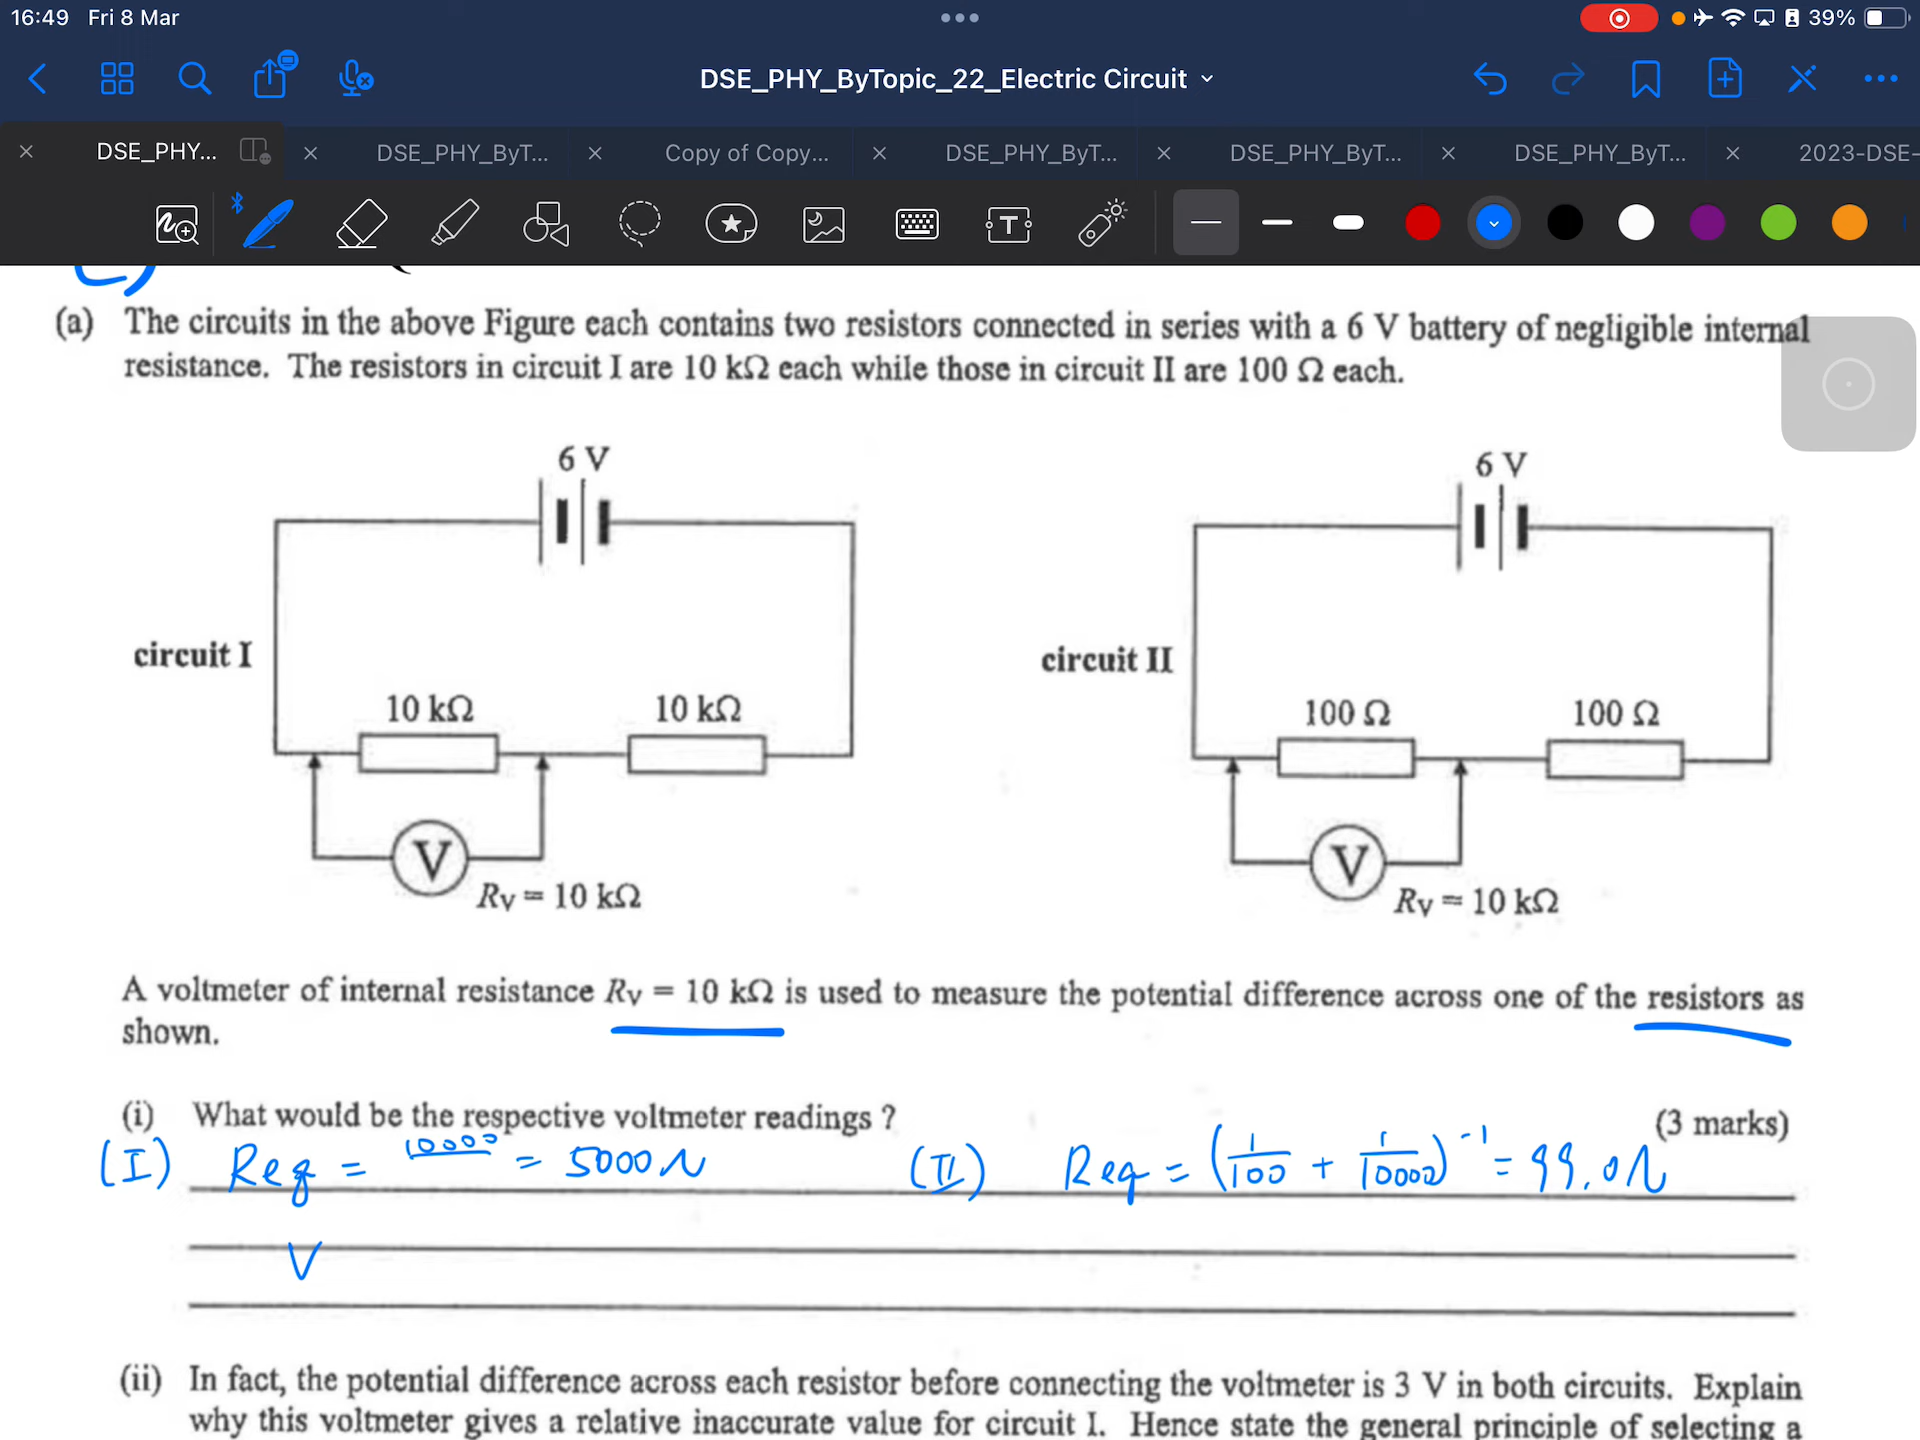 16:49 Fri 8 Mar
39%
DSE_PHY_ByTopic_22_Electric Circuit
DSE_PHY...
DSE_PHY_ByT...
Copy of Copy...
DSE_PHY_ByT...
DSE_PHY_ByT...
DSE_PHY_ByT...
2023-DSE-
T
(a) The circuits in the above Figure each contains two resistors connected in series with a 6 V battery of negligible internal
resistance. The resistors in circuit I are 10 kΩ each while those in circuit II are 100 Ω each.
6 V
6 V
circuit I
circuit II
10 kΩ 10 kΩ
100 Ω 100 Ω
V
V
Rv = 10 kΩ
Rv = 10 kΩ
A voltmeter of internal resistance Rv = 10 kΩ is used to measure the potential difference across one of the resistors as
shown.
(i) What would be the respective voltmeter readings ? (3 marks)
(I) Req = 10000 = 5000Ω (II) Req = (1/100 + 1/10000)^-1 = 99.0Ω
V
(ii) In fact, the potential difference across each resistor before connecting the voltmeter is 3 V in both circuits. Explain
why this voltmeter gives a relative inaccurate value for circuit I. Hence state the general principle of selecting a